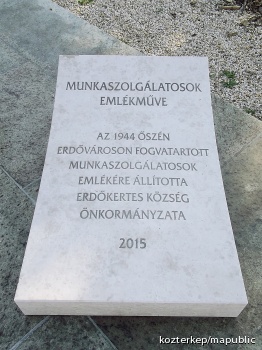 MUNKASZOLGÁLATOSOK
EMLÉKMŰVE
AZ 1944 ŐSZÉN
ERDŐVÁROSON FOGVATARTOTT
MUNKASZOLGÁLATOSOK
EMLÉKÉRE ÁLLÍTOTTA
ERDŐKERTES KÖZSÉG
ÖNKORMÁNYZATA
2015
kozterkep/mapublic